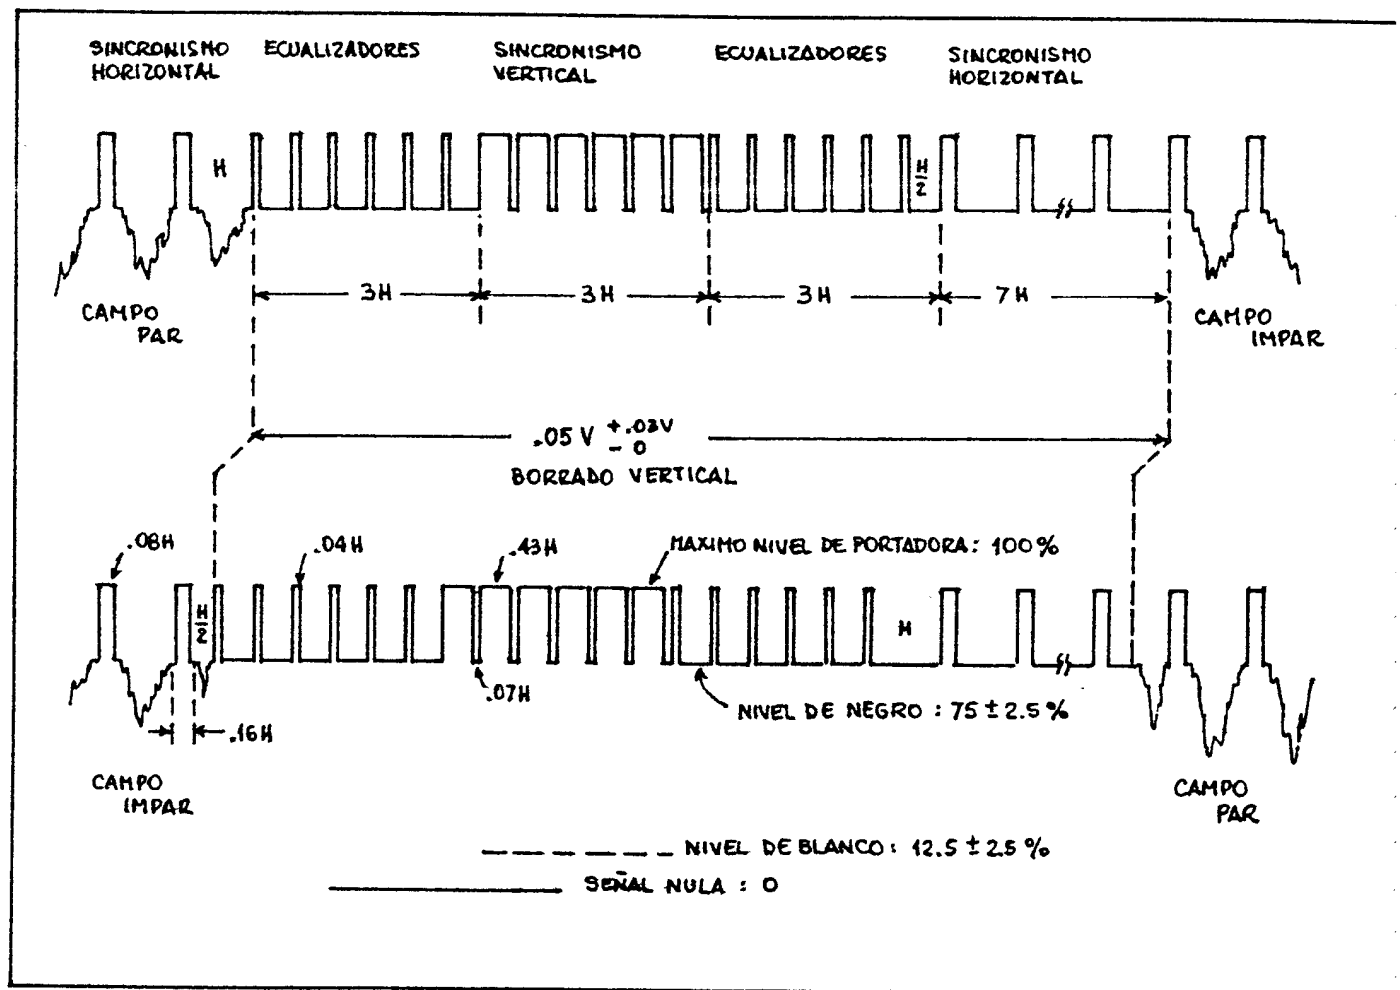 SINCRONISMO HORIZONTAL
ECUALIZADORES
SINCRONISMO VERTICAL
ECUALIZADORES
SINCRONISMO HORIZONTAL
H
H/2
3H
3H
3H
7H
CAMPO PAR
CAMPO IMPAR
.05 V +.03V - 0
BORRADO VERTICAL
.08H
.04H
.43H
MAXIMO NIVEL DE PORTADORA: 100%
H/2
H
.07H
.16H
NIVEL DE NEGRO : 75 ± 2.5 %
CAMPO IMPAR
CAMPO PAR
NIVEL DE BLANCO: 12.5 ± 2.5 %
SEÑAL NULA : 0